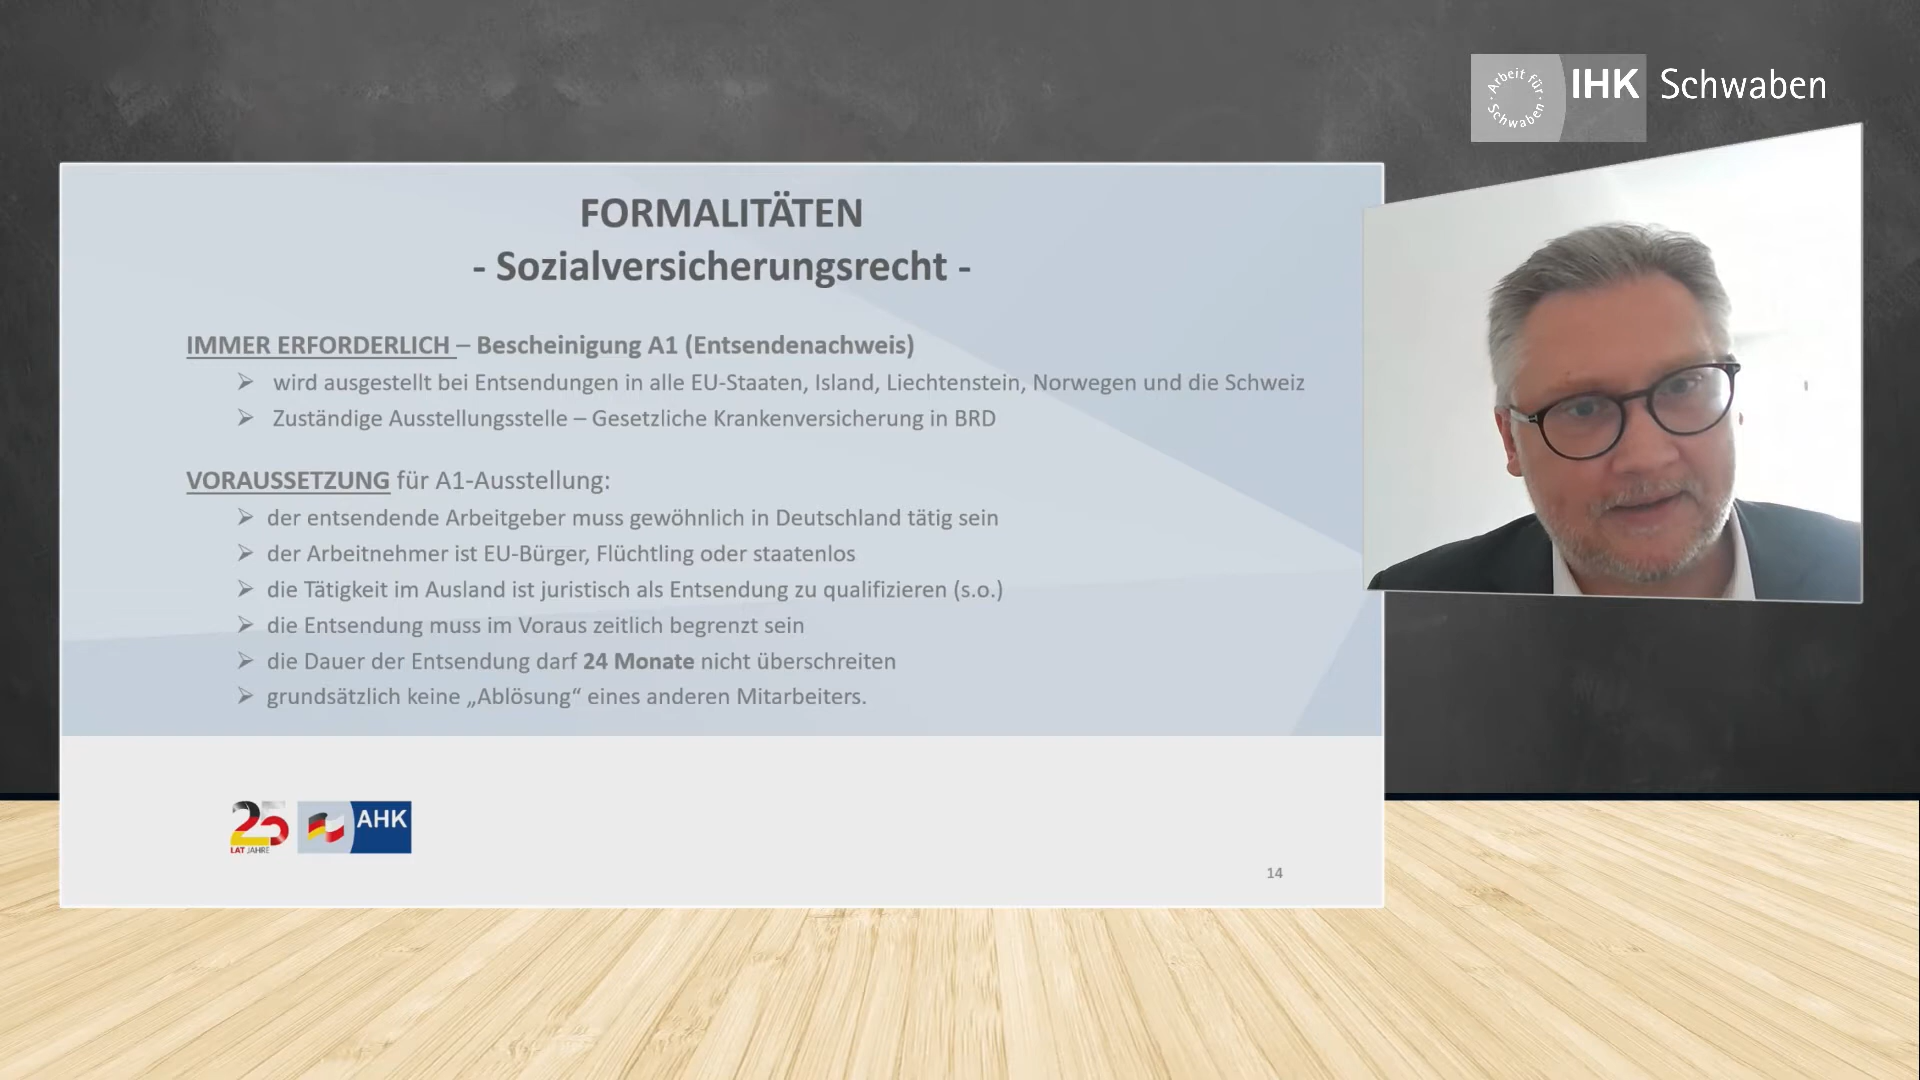 Arbeit für Schwaben
IHK Schwaben
FORMALITÄTEN
- Sozialversicherungsrecht -
IMMER ERFORDERLICH – Bescheinigung A1 (Entsendenachweis)
➢ wird ausgestellt bei Entsendungen in alle EU-Staaten, Island, Liechtenstein, Norwegen und die Schweiz
➢ Zuständige Ausstellungsstelle – Gesetzliche Krankenversicherung in BRD
VORAUSSETZUNG für A1-Ausstellung:
➢ der entsendende Arbeitgeber muss gewöhnlich in Deutschland tätig sein
➢ der Arbeitnehmer ist EU-Bürger, Flüchtling oder staatenlos
➢ die Tätigkeit im Ausland ist juristisch als Entsendung zu qualifizieren (s.o.)
➢ die Entsendung muss im Voraus zeitlich begrenzt sein
➢ die Dauer der Entsendung darf 24 Monate nicht überschreiten
➢ grundsätzlich keine „Ablösung“ eines anderen Mitarbeiters.
25
LAT JAHRE
AHK
14